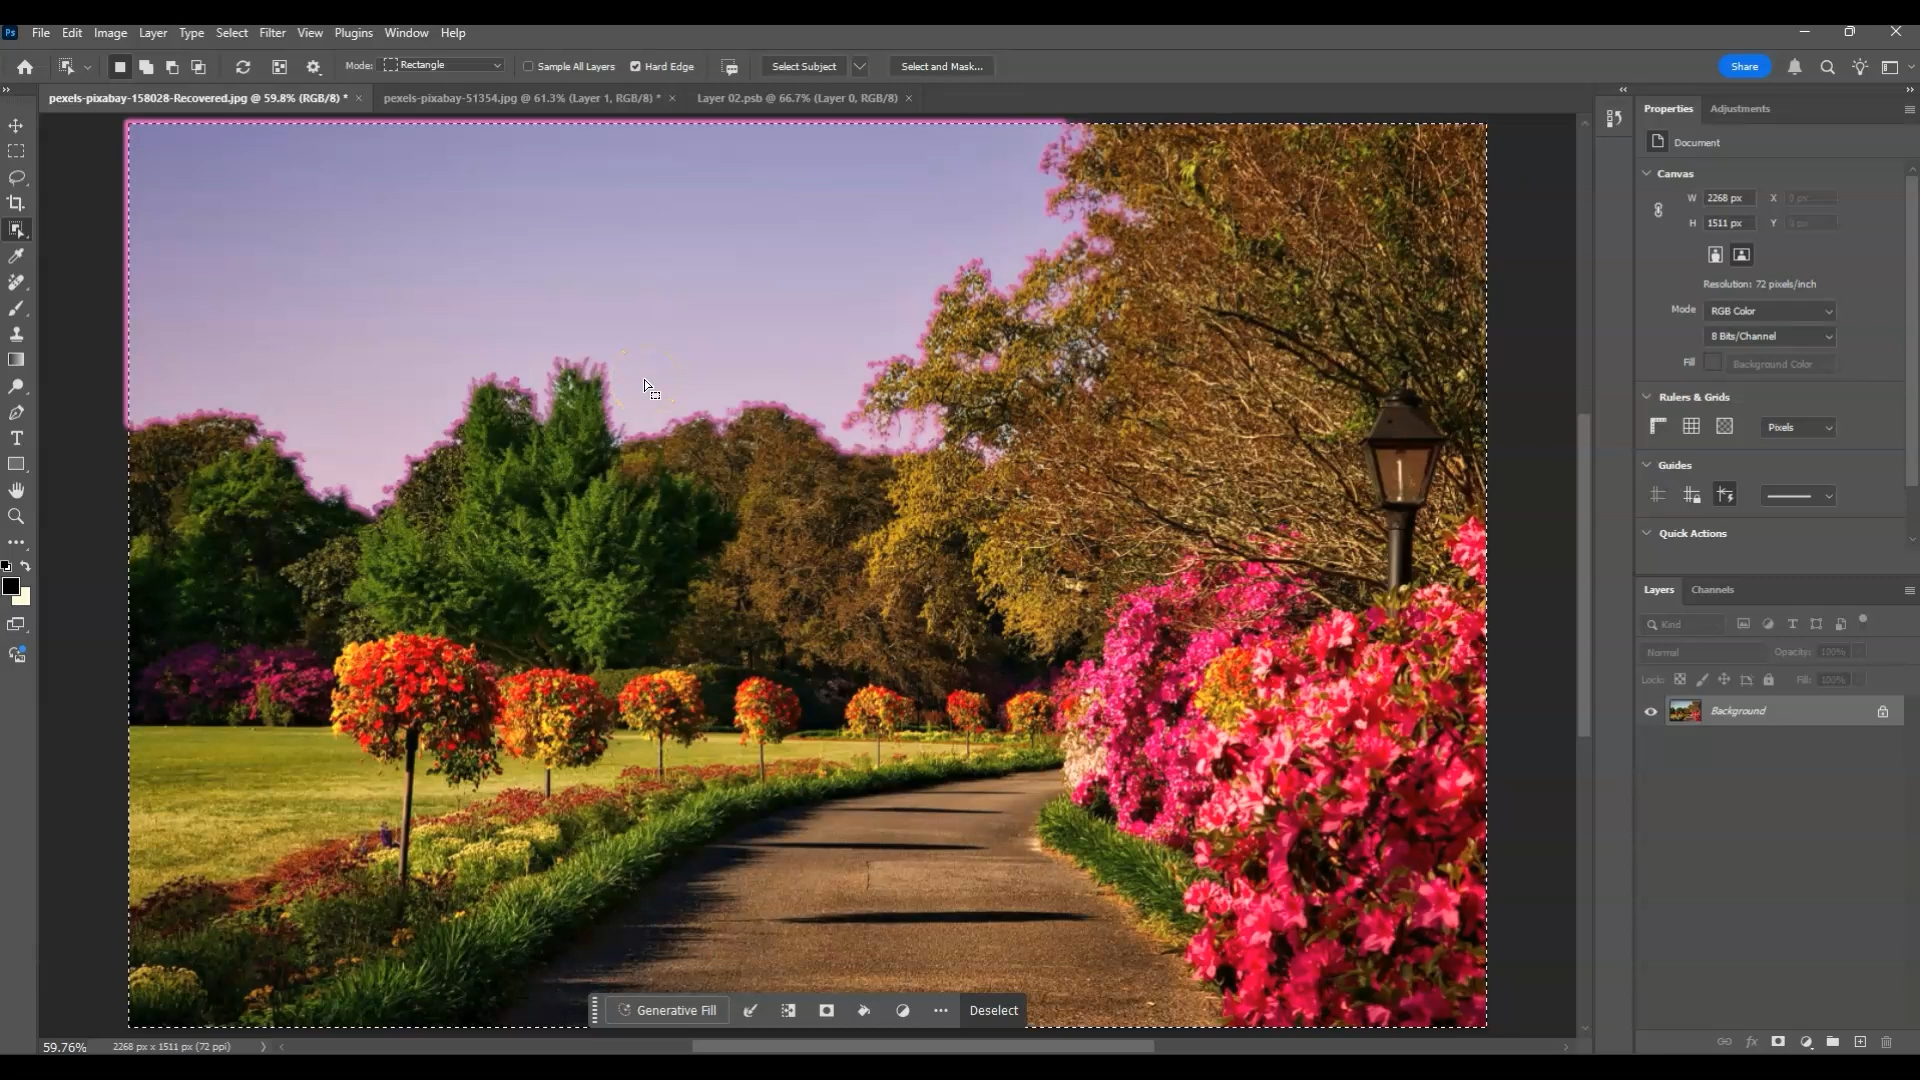 Ps File Edit Image Layer Type Select Filter View Plugins Window Help
Mode: Rectangle Sample All Layers Hard Edge Select Subject Select and Mask... Share
pexels-pixabay-158028-Recovered.jpg @ 59.8% (RGB/8) * × pexels-pixabay-51354.jpg @ 61.3% (Layer 1, RGB/8) * × Layer 02.psb @ 66.7% (Layer 0, RGB/8) ×
Properties Adjustments
Document
Canvas
W 2268 px X 0 px
H 1511 px Y 0 px
Resolution: 72 pixels/inch
Mode RGB Color
8 Bits/Channel
Fill Background Color
Rulers & Grids
Pixels
Guides
Quick Actions
Layers Channels
Kind
Normal Opacity: 100%
Lock: Fill: 100%
Background
Generative Fill Deselect
59.76% 2268 px x 1511 px (72 ppi)